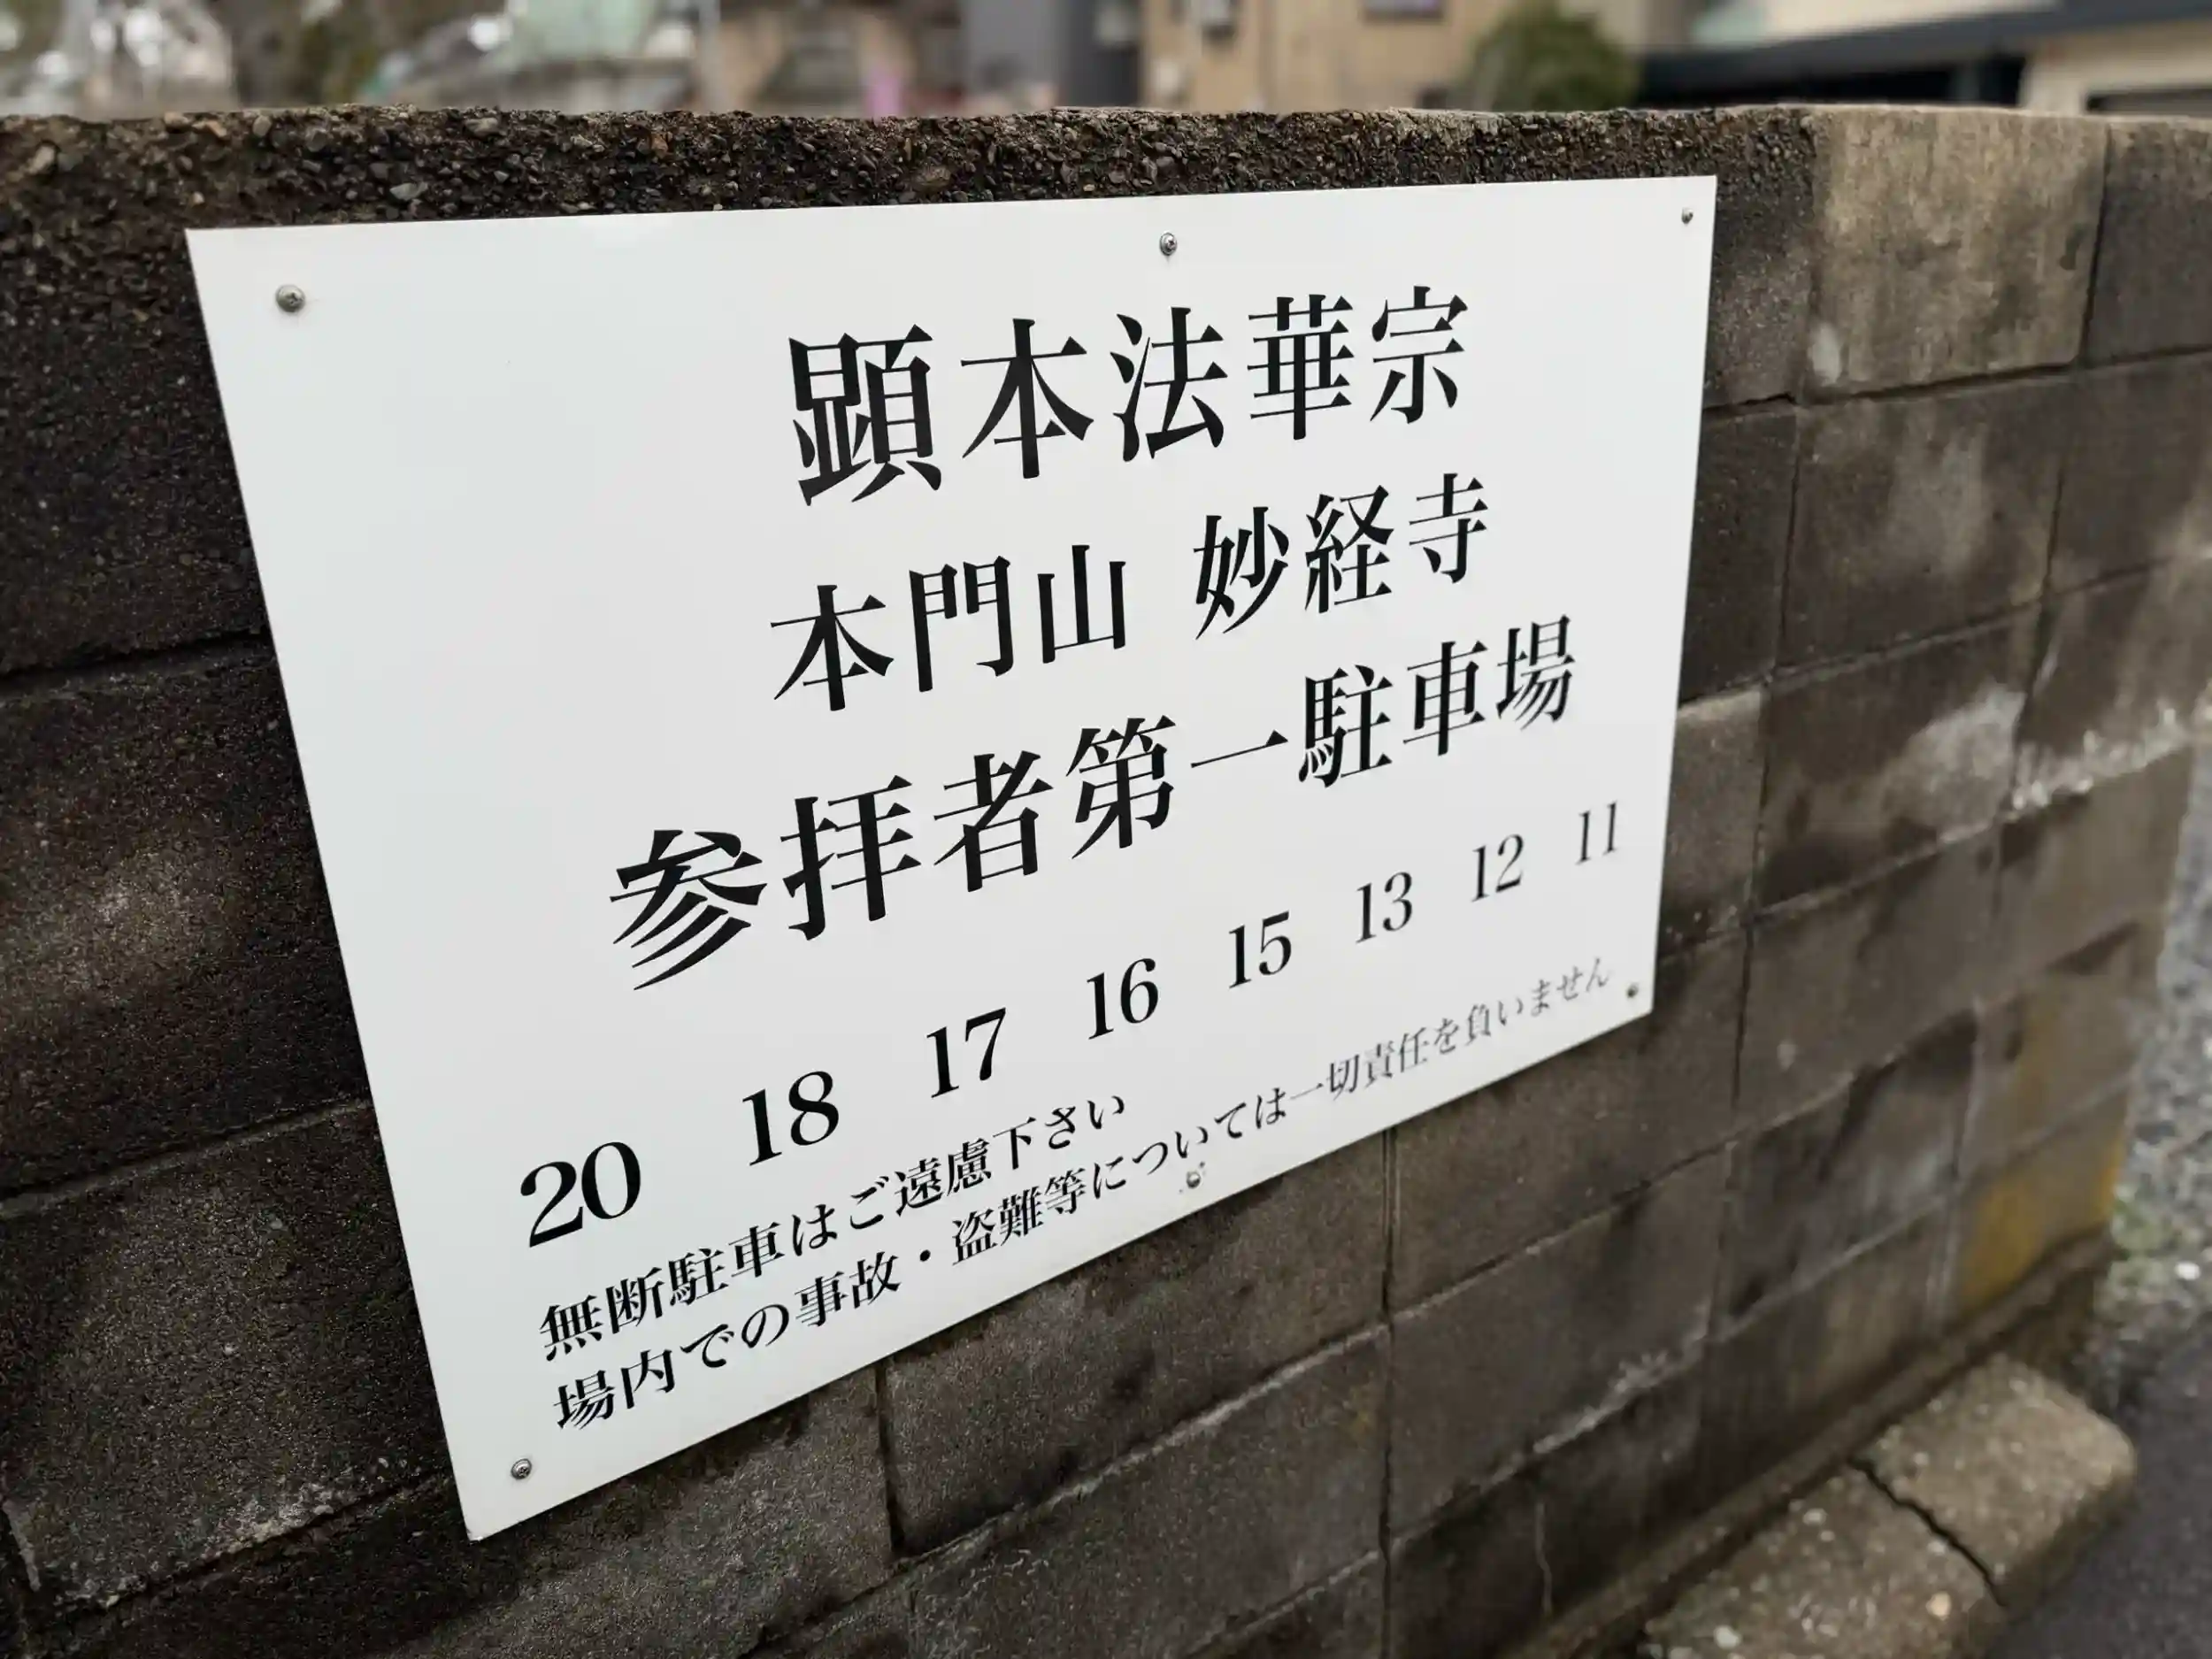 顕本法華宗
本門山 妙経寺
参拝者第一駐車場
20 18 17 16 15 13 12 11
無断駐車はご遠慮下さい
場内での事故・盗難等については一切責任を負いません